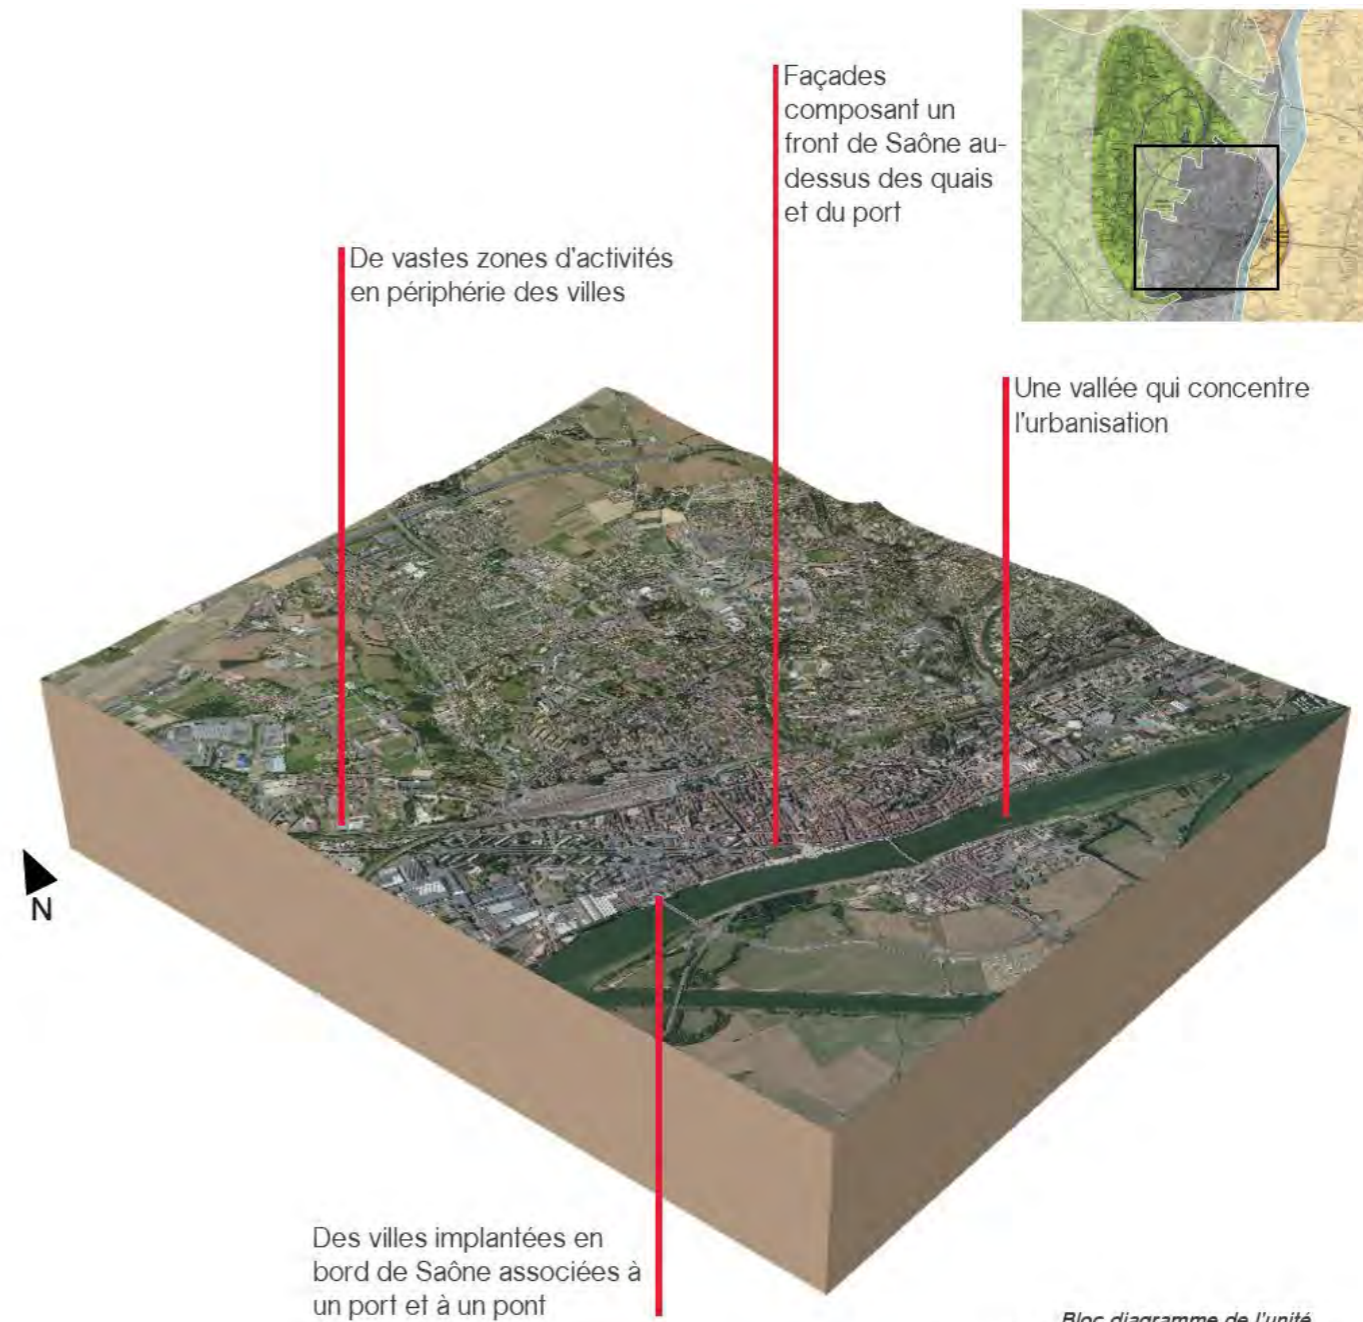 Façades
composant un
front de Saône au-
dessus des quais
et du port
De vastes zones d'activités
en périphérie des villes
Une vallée qui concentre
l'urbanisation
N
Des villes implantées en
bord de Saône associées à
un port et à un pont
Bloc diagramme de l'unité